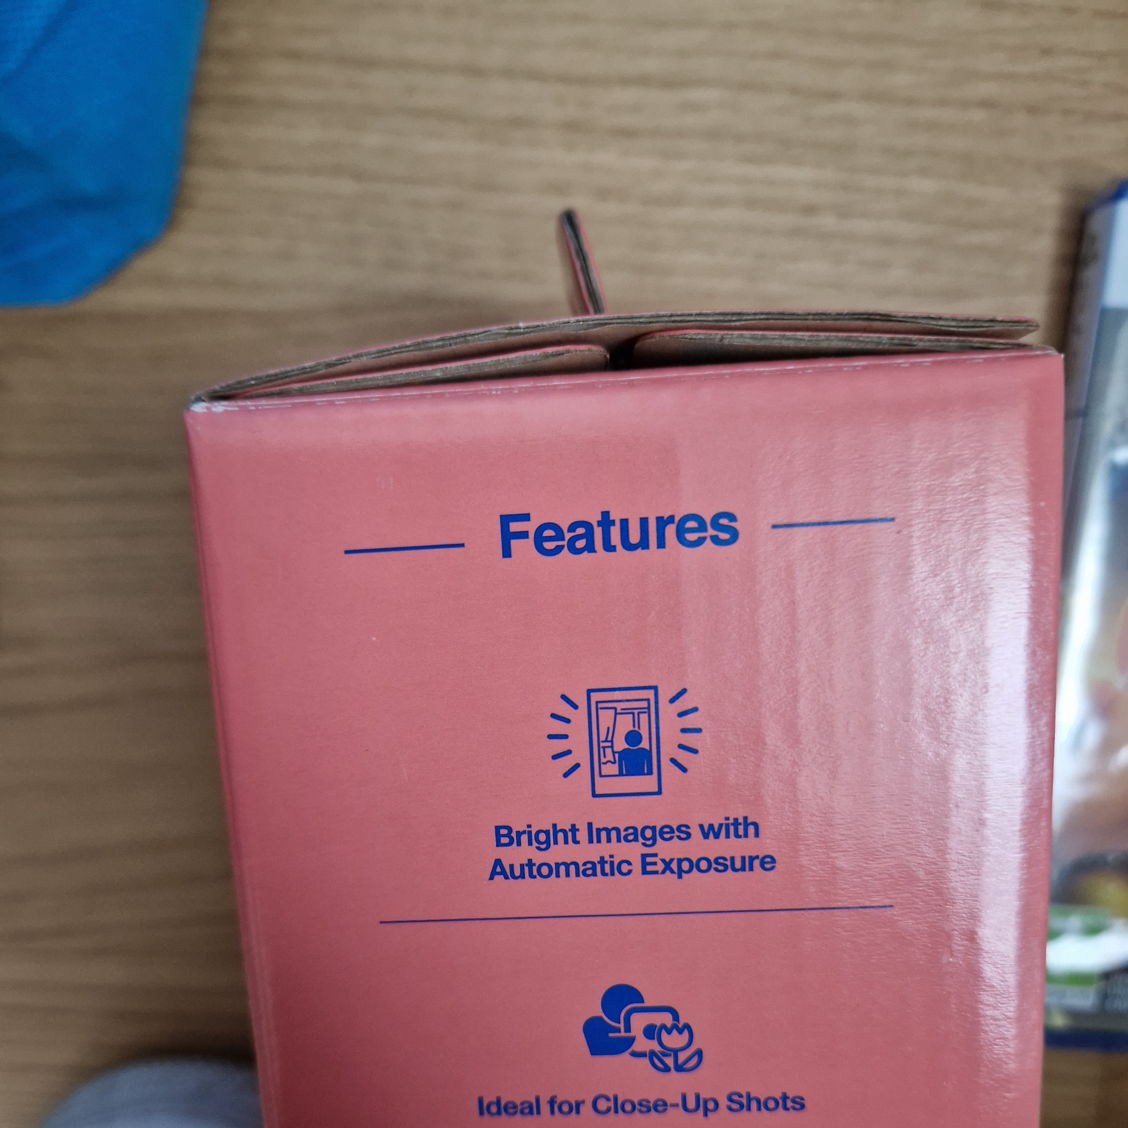 Features
Bright Images with
Automatic Exposure
Ideal for Close-Up Shots